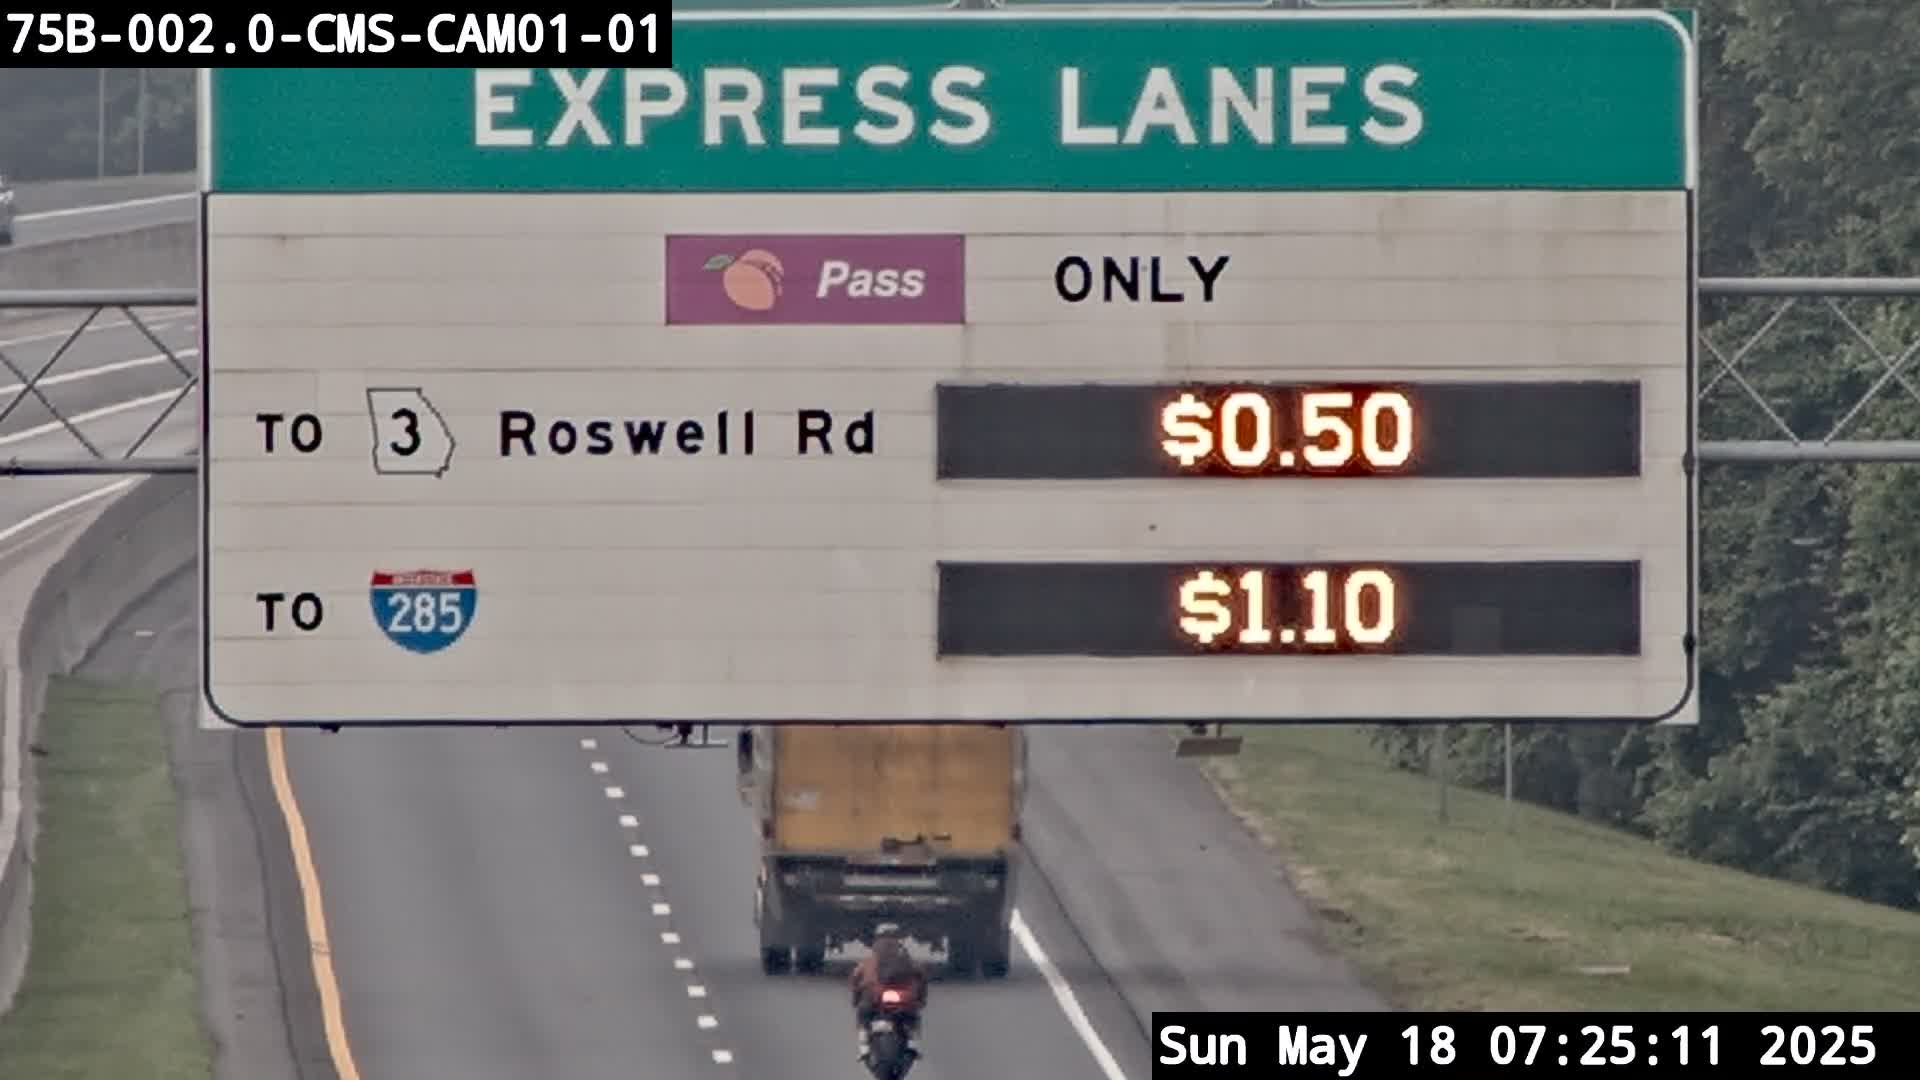 75B-002.0-CMS-CAM01-01
EXPRESS LANES
Pass ONLY
TO 3 Roswell Rd $0.50
INTERSTATE
TO 285 $1.10
Sun May 18 07:25:11 2025